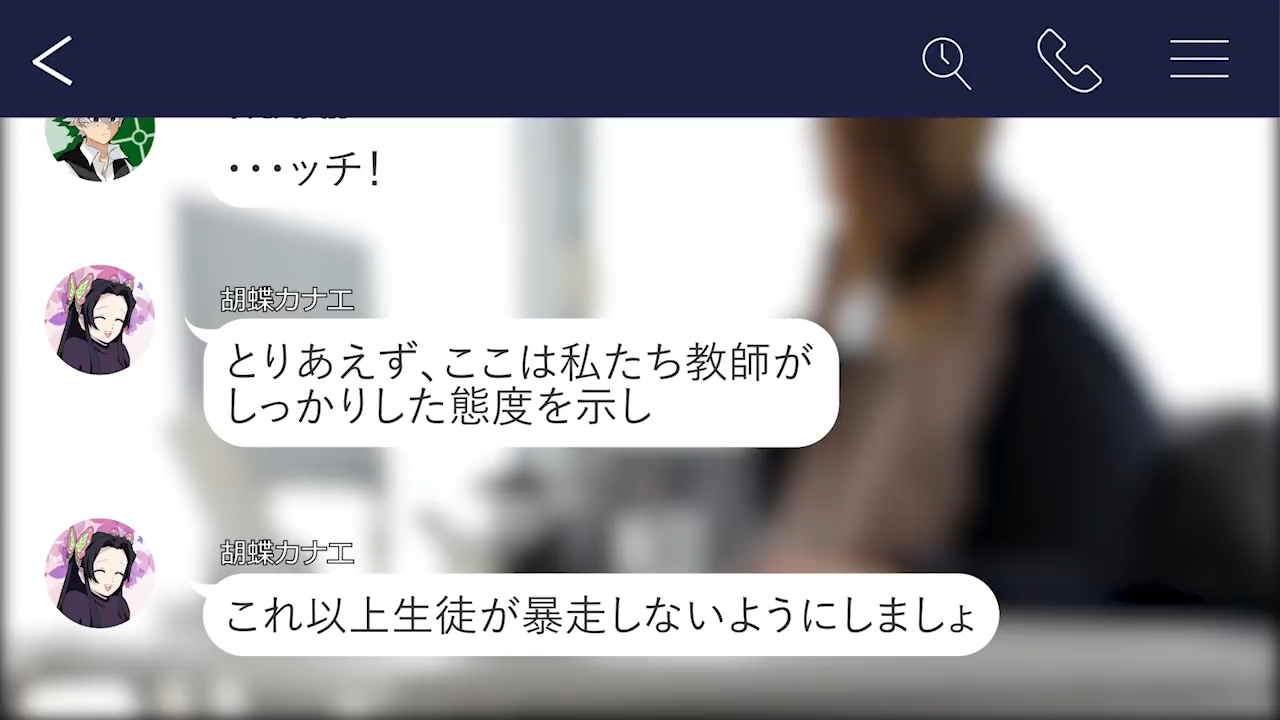 ・・・ッチ！
胡蝶カナエ
とりあえず、ここは私たち教師が
しっかりした態度を示し
胡蝶カナエ
これ以上生徒が暴走しないようにしましょ